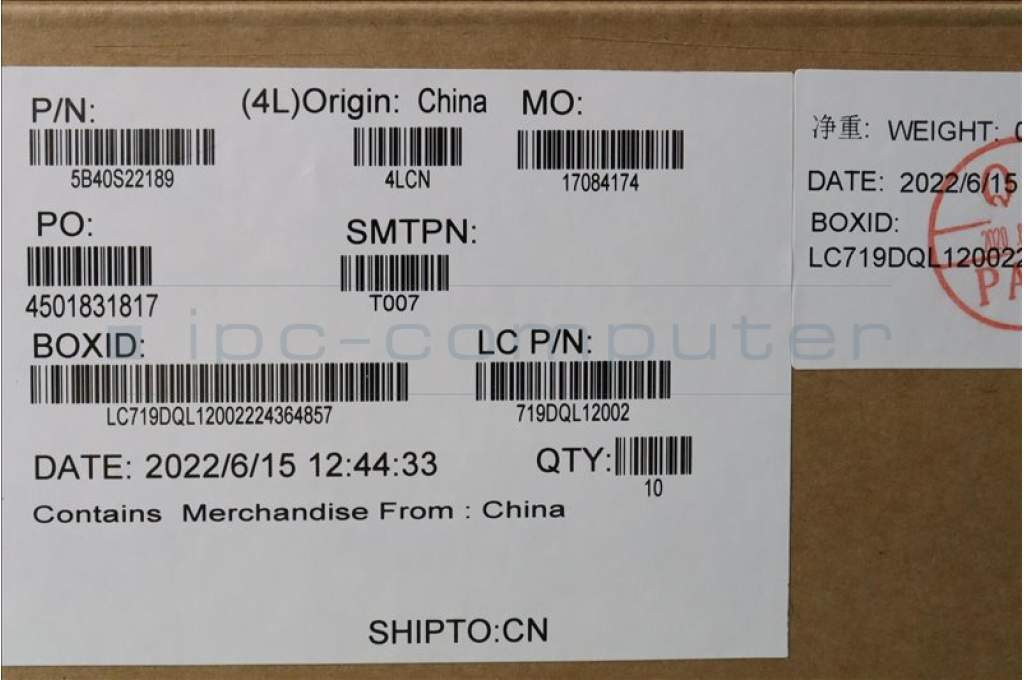 P/N:
5B40S22189
(4L)Origin: China
4LCN
MO:
17084174
PO:
4501831817
SMTPN:
T007
BOXID:
LC719DQL12002224364857
LC P/N:
719DQL12002
DATE: 2022/6/15 12:44:33
QTY:
10
Contains Merchandise From : China
SHIPTO:CN
净重: WEIGHT:
DATE: 2022/6/15
BOXID:
LC719DQL120022
ipc-computer